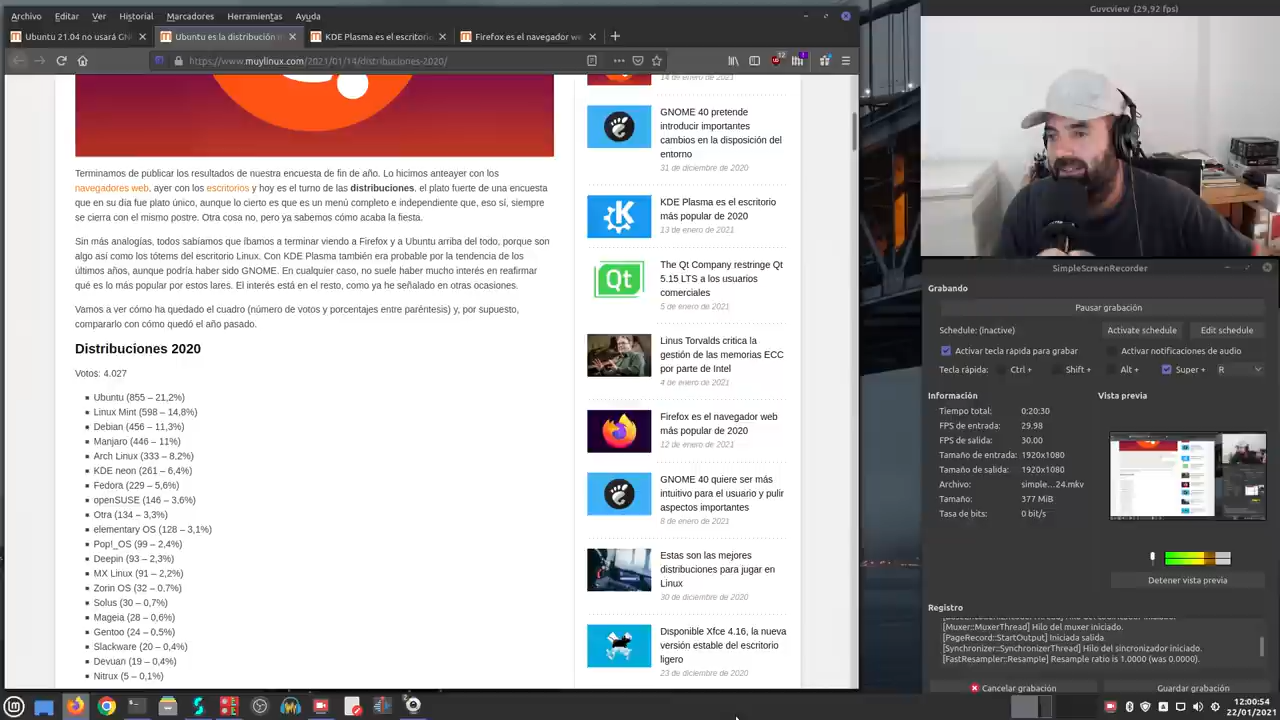 Archivo Editar Ver Historial Marcadores Herramientas Ayuda
Ubuntu 21.04 no usará GN
Ubuntu es la distribución
KDE Plasma es el escritori
Firefox es el navegador we
https://www.muylinux.com/2021/01/14/distribuciones-2020/
Terminamos de publicar los resultados de nuestra encuesta de fin de año. Lo hicimos anteayer con los
navegadores web, ayer con los escritorios y hoy es el turno de las distribuciones, el plato fuerte de una encuesta
que en su día fue plato único, aunque lo cierto es que es un menú completo e independiente que, eso sí, siempre
se cierra con el mismo postre. Otra cosa no, pero ya sabemos cómo acaba la fiesta.
Sin más analogías, todos sabíamos que íbamos a terminar viendo a Firefox y a Ubuntu arriba del todo, porque son
algo así como los tótems del escritorio Linux. Con KDE Plasma también era probable por la tendencia de los
últimos años, aunque podría haber sido GNOME. En cualquier caso, no suele haber mucho interés en reafirmar
qué es lo más popular por estos lares. El interés está en el resto, como ya he señalado en otras ocasiones.
Vamos a ver cómo ha quedado el cuadro (número de votos y porcentajes entre paréntesis) y, por supuesto,
compararlo con cómo quedó el año pasado.
Distribuciones 2020
Votos: 4.027
Ubuntu (855 – 21,2%)
Linux Mint (598 – 14,8%)
Debian (456 – 11,3%)
Manjaro (446 – 11%)
Arch Linux (333 – 8.2%)
KDE neon (261 – 6,4%)
Fedora (229 – 5,6%)
openSUSE (146 – 3.6%)
Otra (134 – 3,3%)
elementary OS (128 – 3,1%)
Pop!_OS (99 – 2,4%)
Deepin (93 – 2,3%)
MX Linux (91 – 2,2%)
Zorin OS (32 – 0.7%)
Solus (30 – 0,7%)
Mageia (28 – 0,6%)
Gentoo (24 – 0.5%)
Slackware (20 – 0,4%)
Devuan (19 – 0,4%)
Nitrux (5 – 0,1%)
14 de enero de 2021
GNOME 40 pretende
introducir importantes
cambios en la disposición del
entorno
31 de diciembre de 2020
KDE Plasma es el escritorio
más popular de 2020
13 de enero de 2021
Qt
The Qt Company restringe Qt
5.15 LTS a los usuarios
comerciales
5 de enero de 2021
Linus Torvalds critica la
gestión de las memorias ECC
por parte de Intel
4 de enero de 2021
Firefox es el navegador web
más popular de 2020
12 de enero de 2021
GNOME 40 quiere ser más
intuitivo para el usuario y pulir
aspectos importantes
8 de enero de 2021
Estas son las mejores
distribuciones para jugar en
Linux
30 de diciembre de 2020
Disponible Xfce 4.16, la nueva
versión estable del escritorio
ligero
23 de diciembre de 2020
Guvcview (29,92 fps)
SimpleScreenRecorder
Grabando
Pausar grabación
Schedule: (inactive)
Activate schedule
Edit schedule
Activar tecla rápida para grabar
Activar notificaciones de audio
Tecla rápida: Ctrl + Shift + Alt + Super + R
Información
Tiempo total: 0:20:30
FPS de entrada: 29.98
FPS de salida: 30.00
Tamaño de entrada: 1920x1080
Tamaño de salida: 1920x1080
Archivo: simple...24.mkv
Tamaño: 377 MiB
Tasa de bits: 0 bit/s
Vista previa
Detener vista previa
Registro
[Muxer::MuxerThread] Hilo del muxer iniciado.
[PageRecord::StartOutput] Iniciada salida
[Synchronizer::SynchronizerThread] Hilo del sincronizador iniciado.
[FastResampler::Resample] Resample ratio is 1.0000 (was 0.0000).
Cancelar grabación
Guardar grabación
12:00:54
22/01/2021